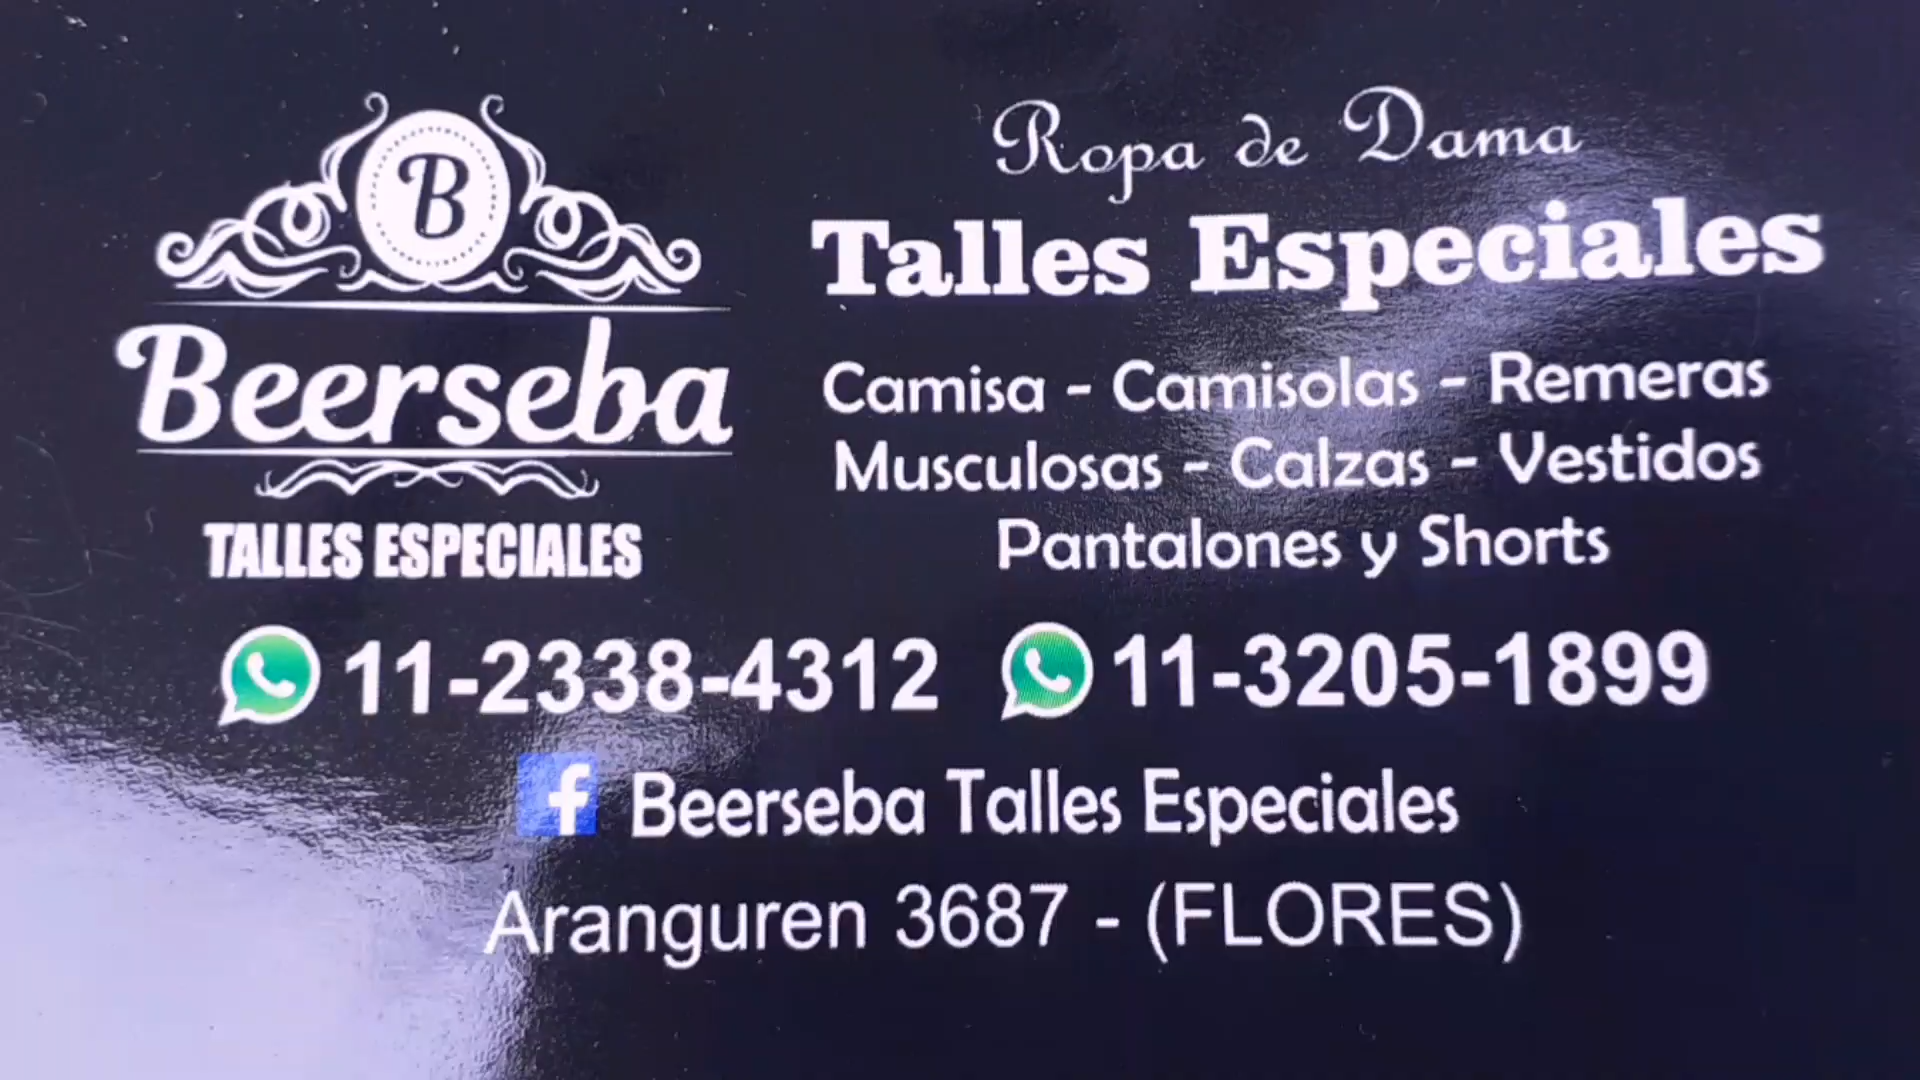 B
Beerseba
TALLES ESPECIALES
Ropa de Dama
Talles Especiales
Camisa - Camisolas - Remeras
Musculosas - Calzas - Vestidos
Pantalones y Shorts
11-2338-4312 11-3205-1899
f Beerseba Talles Especiales
Aranguren 3687 - (FLORES)